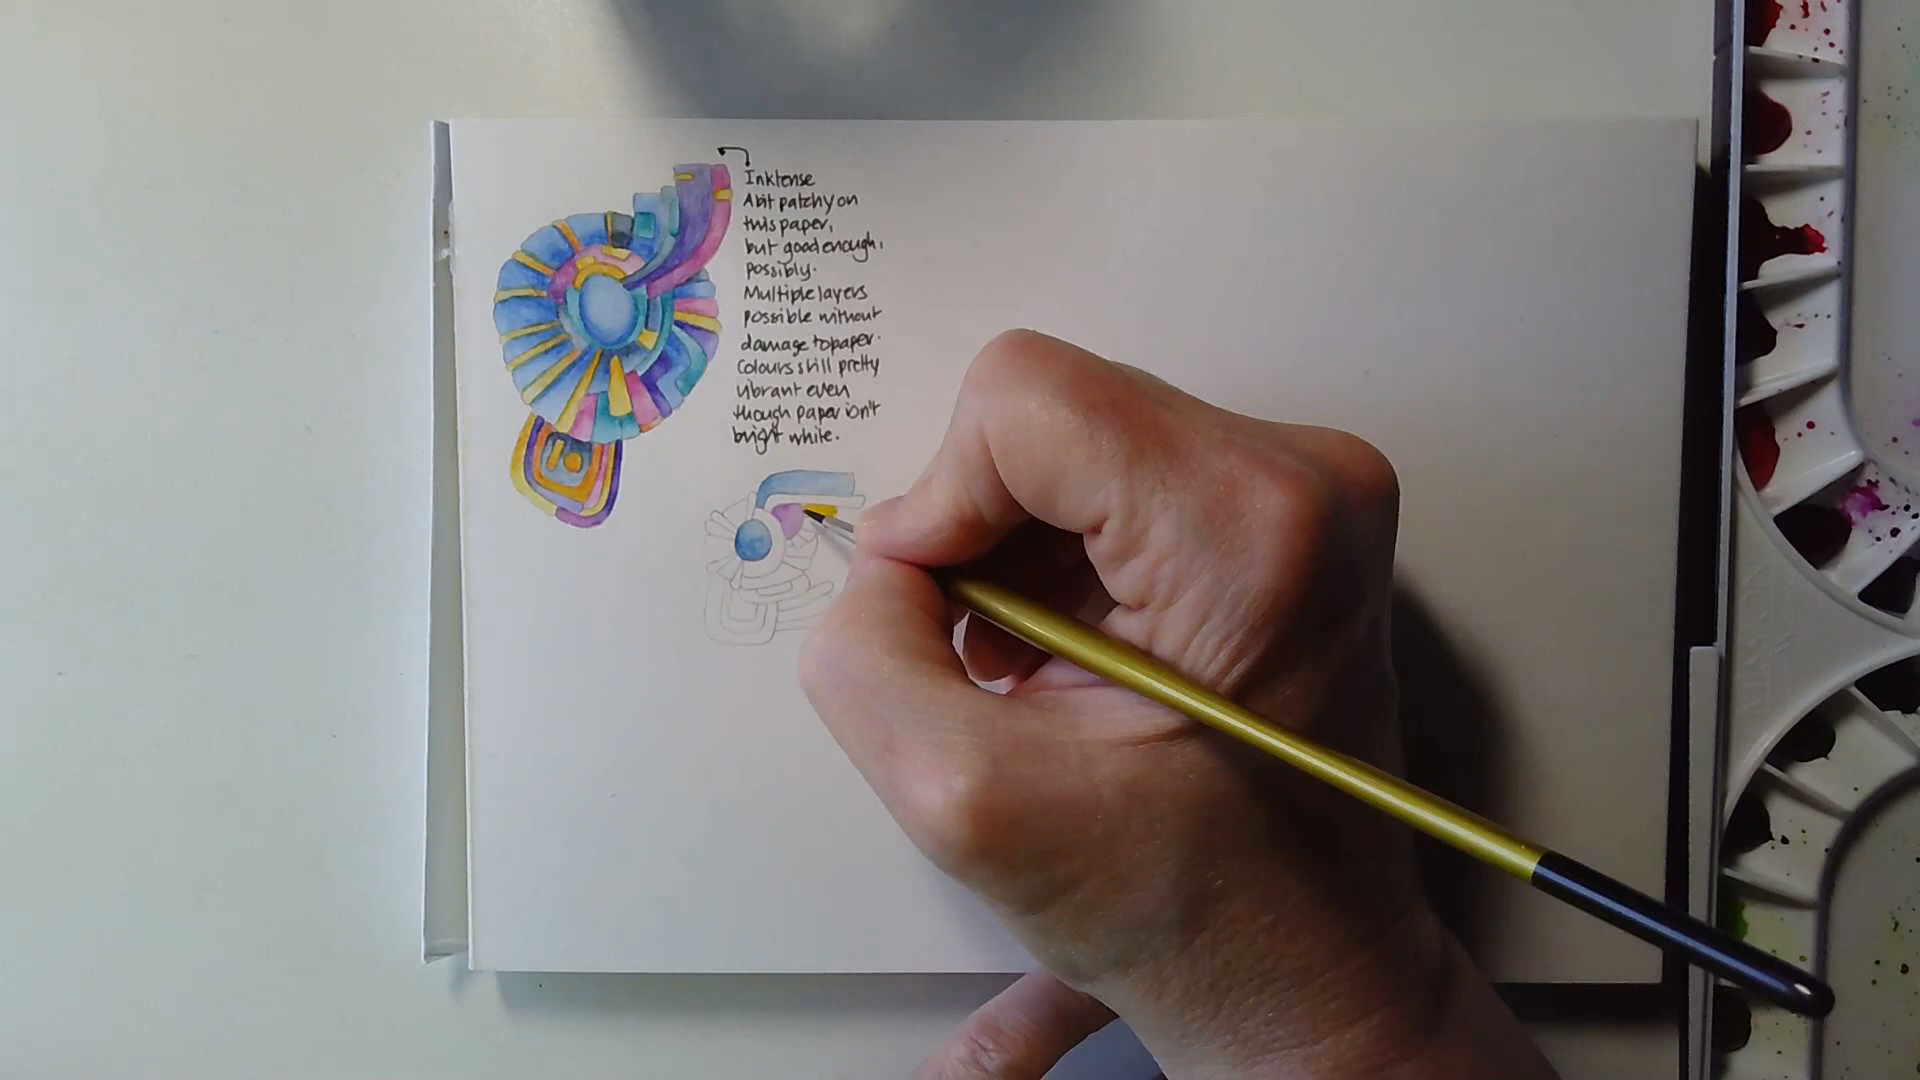 Inktense
A bit patchy on
this paper,
but good enough,
possibly.
Multiple layers
possible without
damage to paper.
Colours still pretty
vibrant even
though paper isn't
bright white.